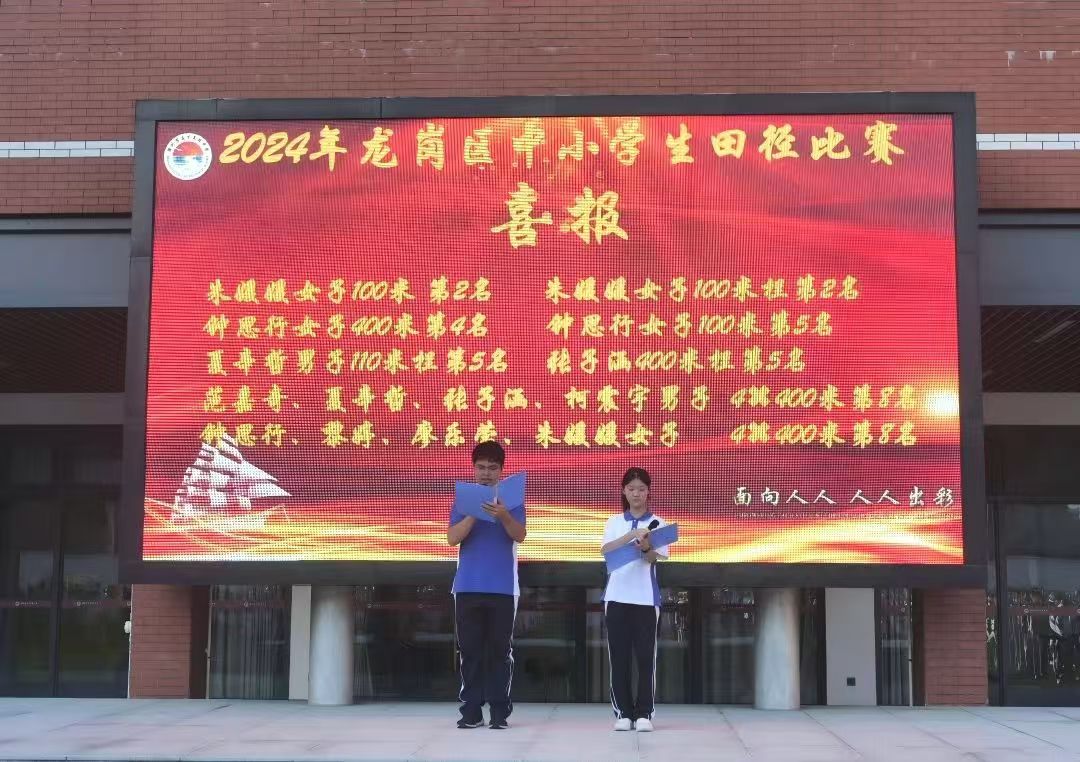 2024年龙岗区中小学生田径比赛
喜报
朱媛媛女子100米 第2名 朱媛媛女子100米栏第2名
钟思行女子400米第4名 钟思行女子100米第5名
夏辛哲男子110米栏第5名 张子涵400米栏第5名
范嘉奇、夏辛哲、张子涵、柯震宇男子 4排400米第8名
钟思行、黎婷、廖乐莹、朱媛媛女子 4排400米第8名
面向人人 人人出彩